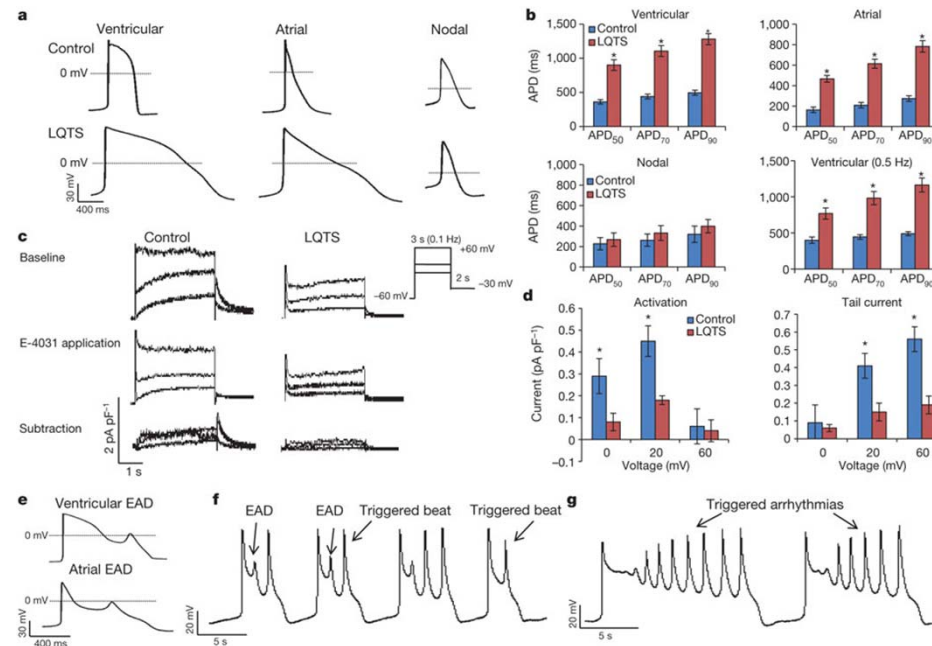 a
Ventricular Atrial Nodal
Control
0 mV
LQTS
0 mV
30 mV
400 ms
b
Ventricular
Control
LQTS
APD (ms)
1,500
1,000
500
0
APD50 APD70 APD90
* * *
Atrial
1,000
800
600
400
200
0
APD50 APD70 APD90
* * *
Nodal
Control
LQTS
APD (ms)
1,000
800
600
400
200
0
APD50 APD70 APD90
Ventricular (0.5 Hz)
1,500
1,000
500
0
APD50 APD70 APD90
* * *
c
Control LQTS
Baseline
3 s (0.1 Hz)
+60 mV
2 s
–30 mV
–60 mV
E-4031 application
Subtraction
2 pA pF–1
1 s
d
Activation
Control
LQTS
Current (pA pF–1)
0.6
0.5
0.4
0.3
0.2
0.1
0
–0.1
* *
0 20 60
Voltage (mV)
Tail current
Control
LQTS
0.7
0.6
0.5
0.4
0.3
0.2
0.1
0
* *
0 20 60
Voltage (mV)
e
Ventricular EAD
0 mV
Atrial EAD
0 mV
30 mV
400 ms
f
EAD EAD Triggered beat Triggered beat
20 mV
5 s
g
Triggered arrhythmias
20 mV
5 s